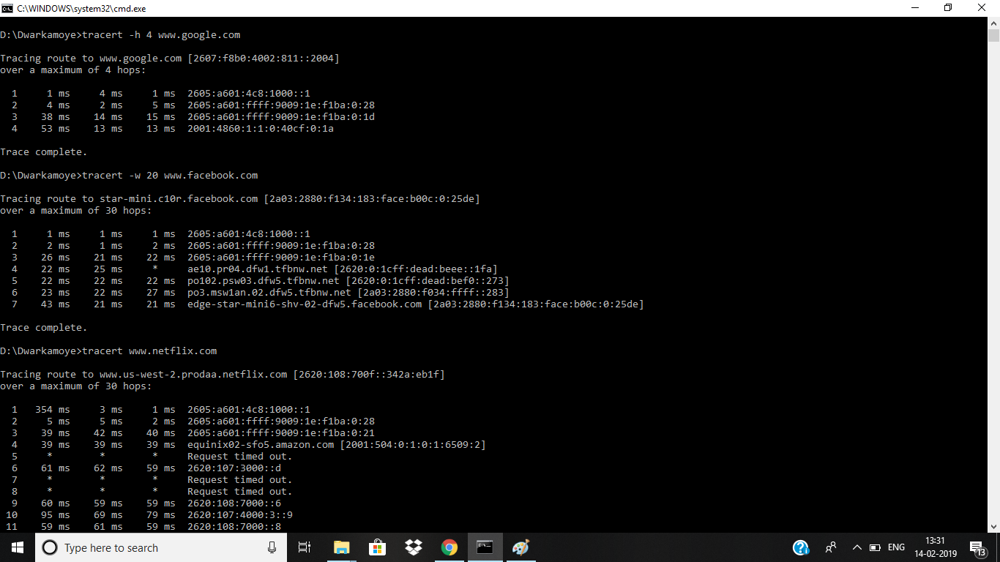 C:\WINDOWS\system32\cmd.exe
D:\Dwarkamoye>tracert -h 4 www.google.com
Tracing route to www.google.com [2607:f8b0:4002:811::2004]
over a maximum of 4 hops:
1 1 ms 4 ms 1 ms 2605:a601:4c8:1000::1
2 4 ms 2 ms 5 ms 2605:a601:ffff:9009:1e:f1ba:0:28
3 38 ms 14 ms 15 ms 2605:a601:ffff:9009:1e:f1ba:0:1d
4 53 ms 13 ms 13 ms 2001:4860:1:1:0:40cf:0:1a
Trace complete.
D:\Dwarkamoye>tracert -w 20 www.facebook.com
Tracing route to star-mini.c10r.facebook.com [2a03:2880:f134:183:face:b00c:0:25de]
over a maximum of 30 hops:
1 1 ms 1 ms 1 ms 2605:a601:4c8:1000::1
2 2 ms 1 ms 2 ms 2605:a601:ffff:9009:1e:f1ba:0:28
3 26 ms 21 ms 22 ms 2605:a601:ffff:9009:1e:f1ba:0:1e
4 22 ms 25 ms * ae10.pr04.dfw1.tfbnw.net [2620:0:1cff:dead:beee::1fa]
5 22 ms 22 ms 22 ms po102.psw03.dfw5.tfbnw.net [2620:0:1cff:dead:bef0::273]
6 23 ms 22 ms 27 ms po3.msw1an.02.dfw5.tfbnw.net [2a03:2880:f034:ffff::283]
7 43 ms 21 ms 21 ms edge-star-mini6-shv-02-dfw5.facebook.com [2a03:2880:f134:183:face:b00c:0:25de]
Trace complete.
D:\Dwarkamoye>tracert www.netflix.com
Tracing route to www.us-west-2.prodaa.netflix.com [2620:108:700f::342a:eb1f]
over a maximum of 30 hops:
1 354 ms 3 ms 1 ms 2605:a601:4c8:1000::1
2 5 ms 5 ms 2 ms 2605:a601:ffff:9009:1e:f1ba:0:28
3 39 ms 42 ms 40 ms 2605:a601:ffff:9009:1e:f1ba:0:21
4 39 ms 39 ms 39 ms equinix02-sfo5.amazon.com [2001:504:0:1:0:1:6509:2]
5 * * * Request timed out.
6 61 ms 62 ms 59 ms 2620:107:3000::d
7 * * * Request timed out.
8 * * * Request timed out.
9 60 ms 59 ms 59 ms 2620:108:7000::6
10 95 ms 69 ms 79 ms 2620:107:4000:3::9
11 59 ms 61 ms 59 ms 2620:108:7000::8
Type here to search
ENG
13:31
14-02-2019
13